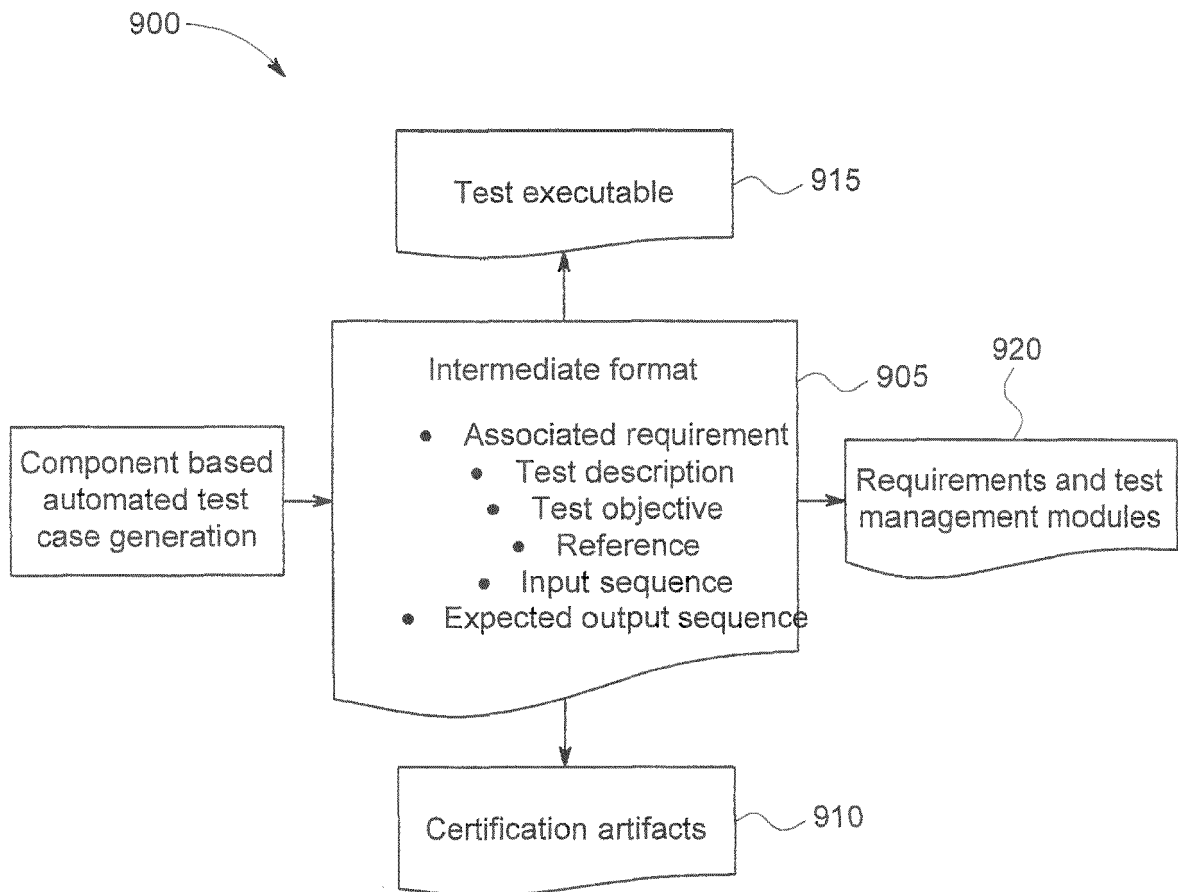 900
Test executable
915
Intermediate format
905
920
• Associated requirement
• Test description
• Test objective
• Reference
• Input sequence
• Expected output sequence
Component based
automated test
case generation
Requirements and test
management modules
Certification artifacts
910